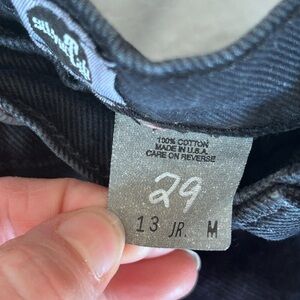 100% COTTON
MADE IN U.S.A.
CARE ON REVERSE
29
13 JR. M